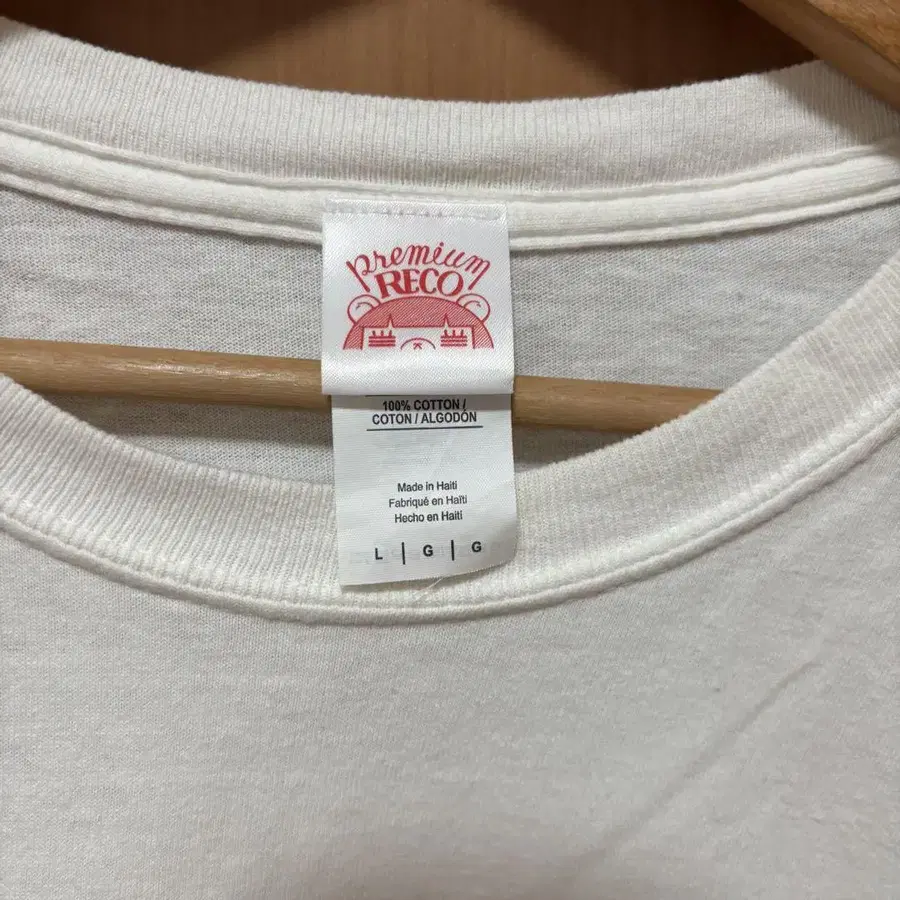 premium
RECO
100% COTTON /
COTON / ALGODÓN
Made in Haiti
Fabriqué en Haïti
Hecho en Haití
L | G | G